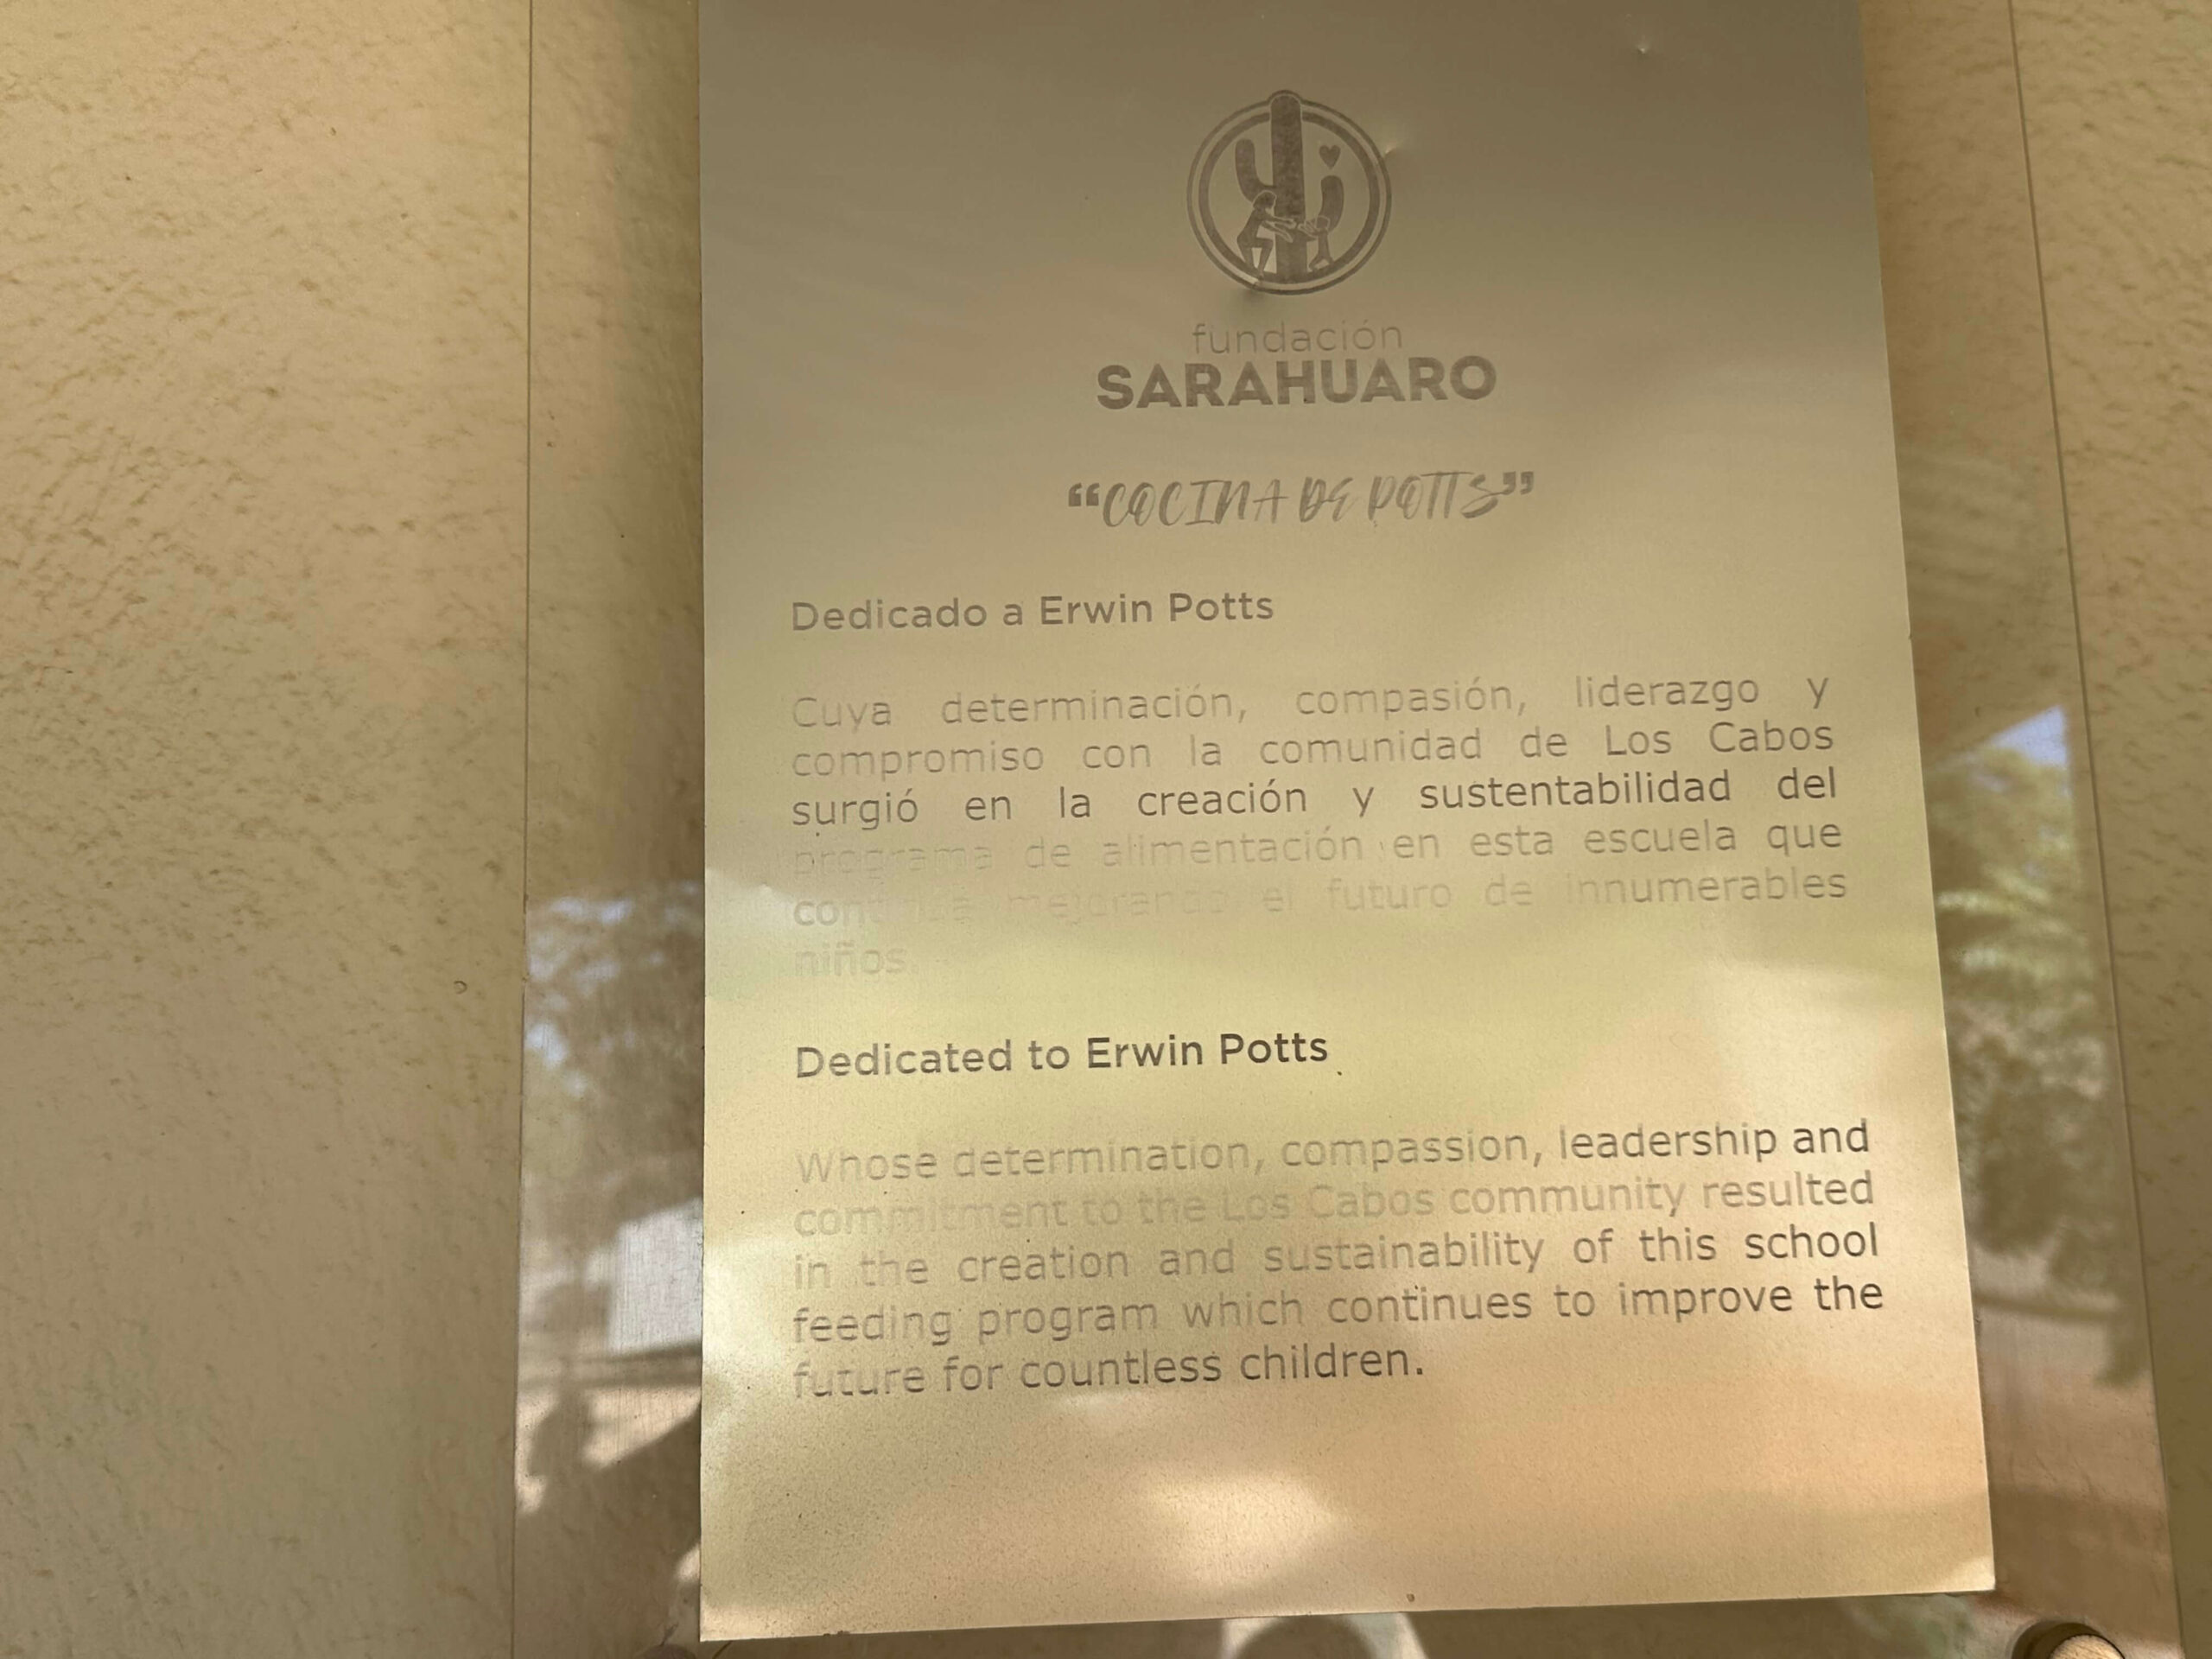 fundación
SARAHUARO
“COCINA DE POTTS”
Dedicado a Erwin Potts
Cuya determinación, compasión, liderazgo y
compromiso con la comunidad de Los Cabos
surgió en la creación y sustentabilidad del
programa de alimentación en esta escuela que
continua mejorando el futuro de innumerables
niños.
Dedicated to Erwin Potts
Whose determination, compassion, leadership and
commitment to the Los Cabos community resulted
in the creation and sustainability of this school
feeding program which continues to improve the
future for countless children.